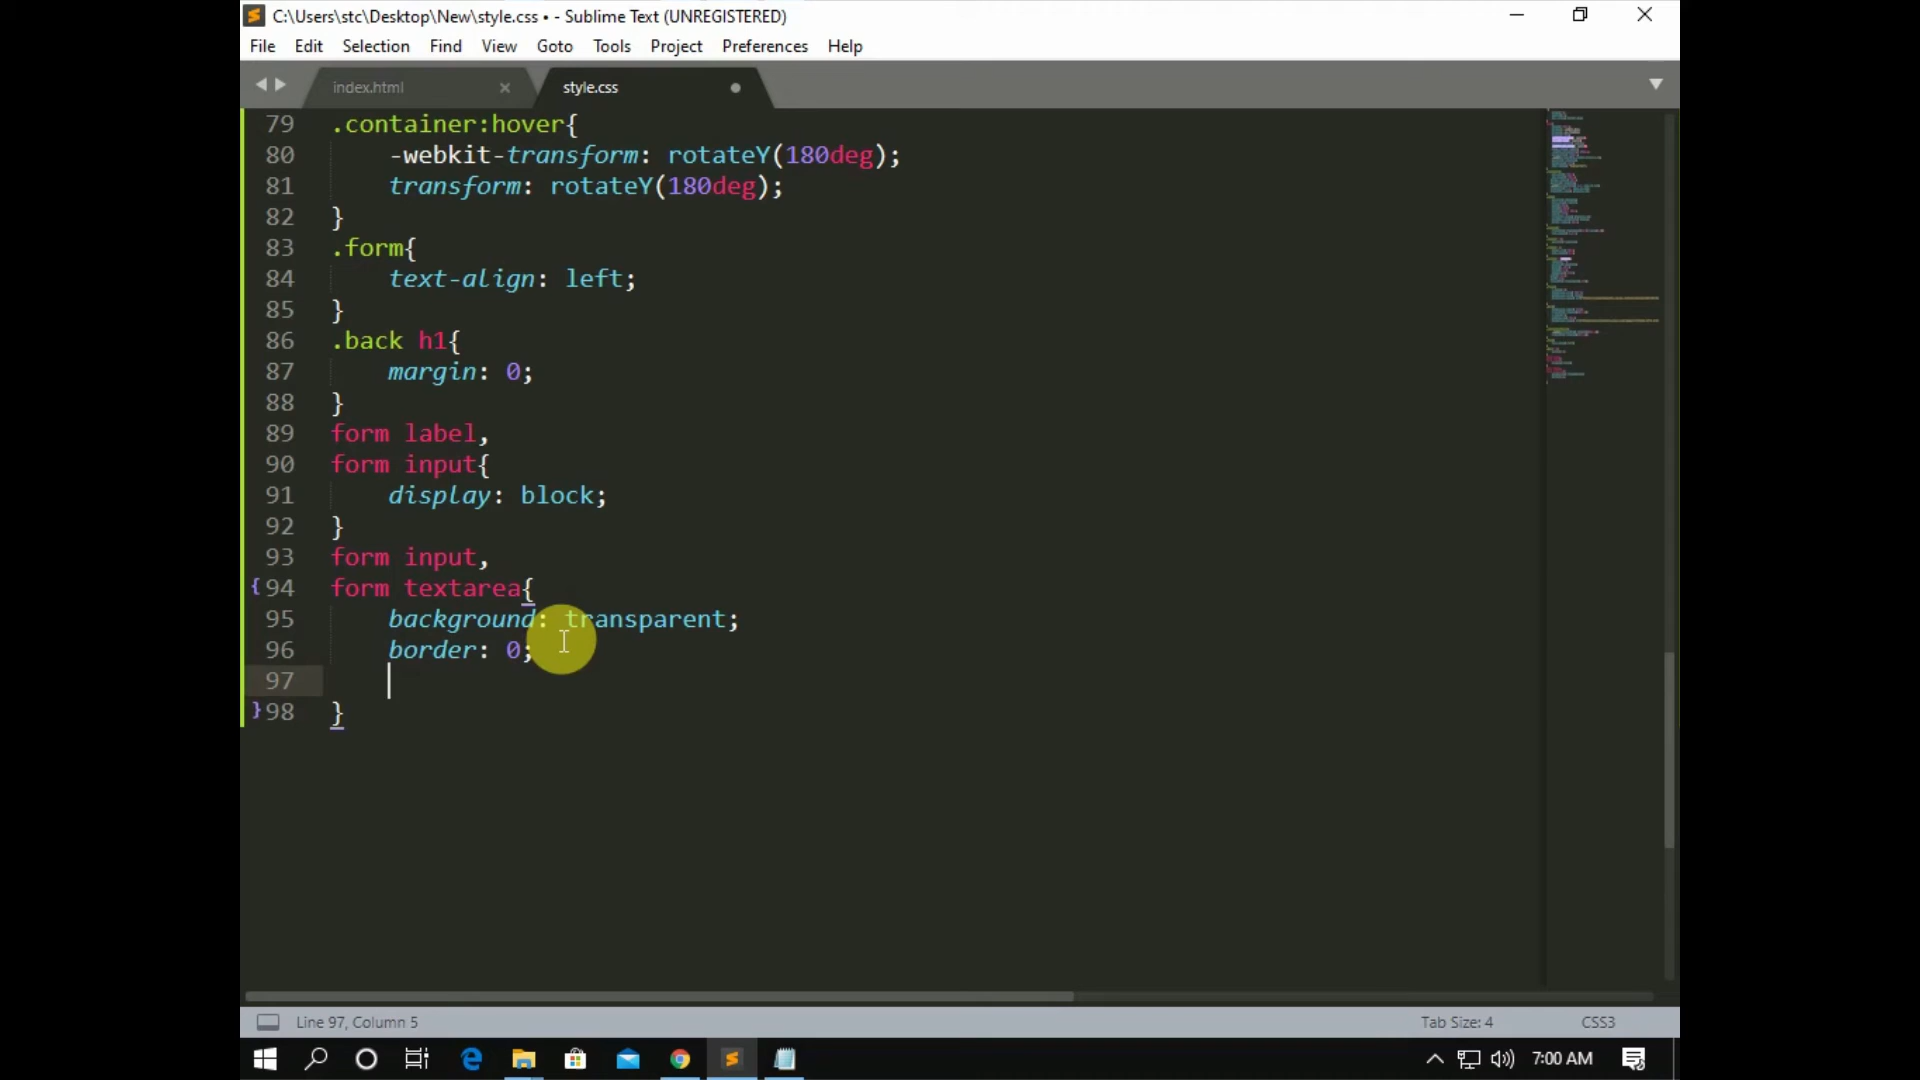 C:\Users\stc\Desktop\New\style.css • - Sublime Text (UNREGISTERED)
File Edit Selection Find View Goto Tools Project Preferences Help
index.html style.css
79 .container:hover{
80 -webkit-transform: rotateY(180deg);
81 transform: rotateY(180deg);
82 }
83 .form{
84 text-align: left;
85 }
86 .back h1{
87 margin: 0;
88 }
89 form label,
90 form input{
91 display: block;
92 }
93 form input,
94 form textarea{
95 background: transparent;
96 border: 0;
97
98 }
Line 97, Column 5 Tab Size: 4 CSS3
7:00 AM